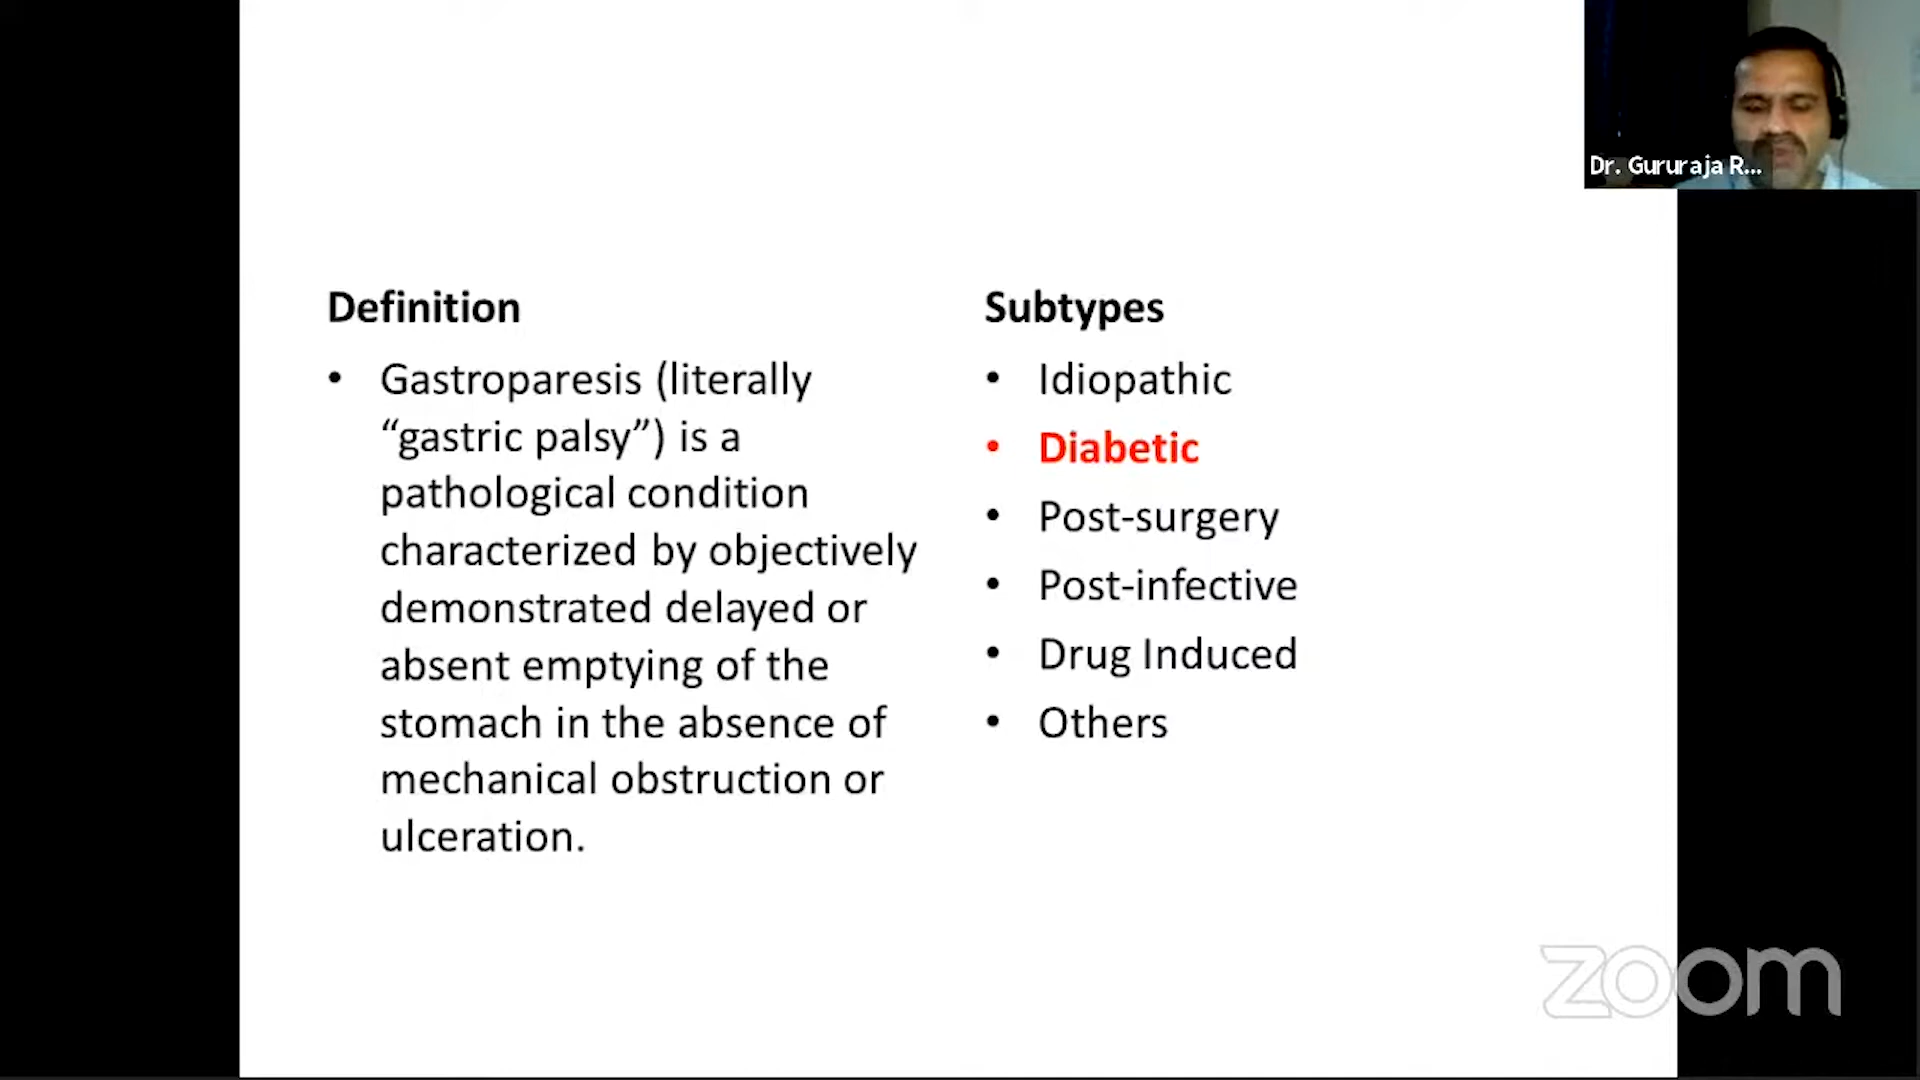 Dr. Gururaja R...
Definition
• Gastroparesis (literally
“gastric palsy”) is a
pathological condition
characterized by objectively
demonstrated delayed or
absent emptying of the
stomach in the absence of
mechanical obstruction or
ulceration.
Subtypes
• Idiopathic
• Diabetic
• Post-surgery
• Post-infective
• Drug Induced
• Others
zoom